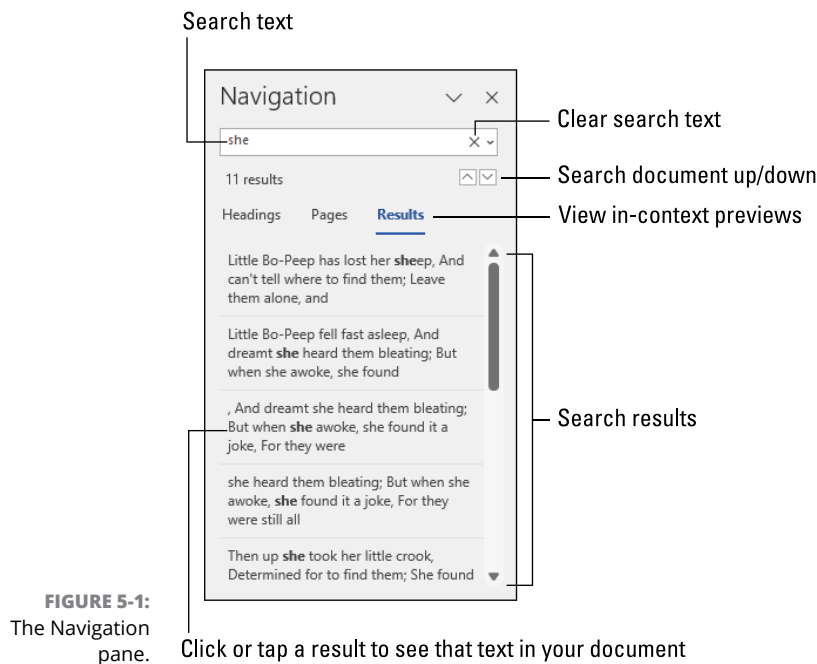 Search text
Navigation
Clear search text
she
11 results
Search document up/down
Headings Pages Results
View in-context previews
Little Bo-Peep has lost her sheep, And
can't tell where to find them; Leave
them alone, and
Little Bo-Peep fell fast asleep, And
dreamt she heard them bleating; But
when she awoke, she found
, And dreamt she heard them bleating;
But when she awoke, she found it a
joke, For they were
Search results
she heard them bleating; But when she
awoke, she found it a joke, For they
were still all
Then up she took her little crook,
Determined for to find them; She found
FIGURE 5-1:
The Navigation
pane.
Click or tap a result to see that text in your document